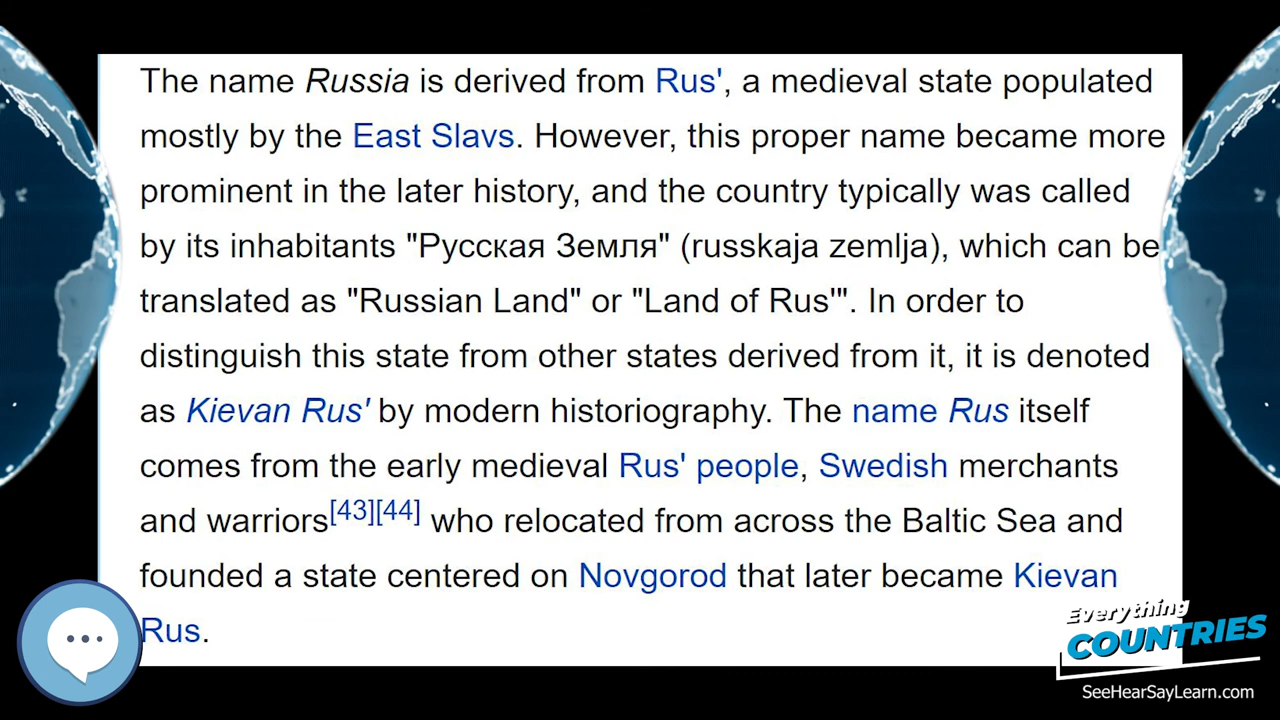 The name Russia is derived from Rus', a medieval state populated
mostly by the East Slavs. However, this proper name became more
prominent in the later history, and the country typically was called
by its inhabitants "Русская Земля" (russkaja zemlja), which can be
translated as "Russian Land" or "Land of Rus'". In order to
distinguish this state from other states derived from it, it is denoted
as Kievan Rus' by modern historiography. The name Rus itself
comes from the early medieval Rus' people, Swedish merchants
and warriors[43][44] who relocated from across the Baltic Sea and
founded a state centered on Novgorod that later became Kievan
Rus.
Everything
COUNTRIES
SeeHearSayLearn.com